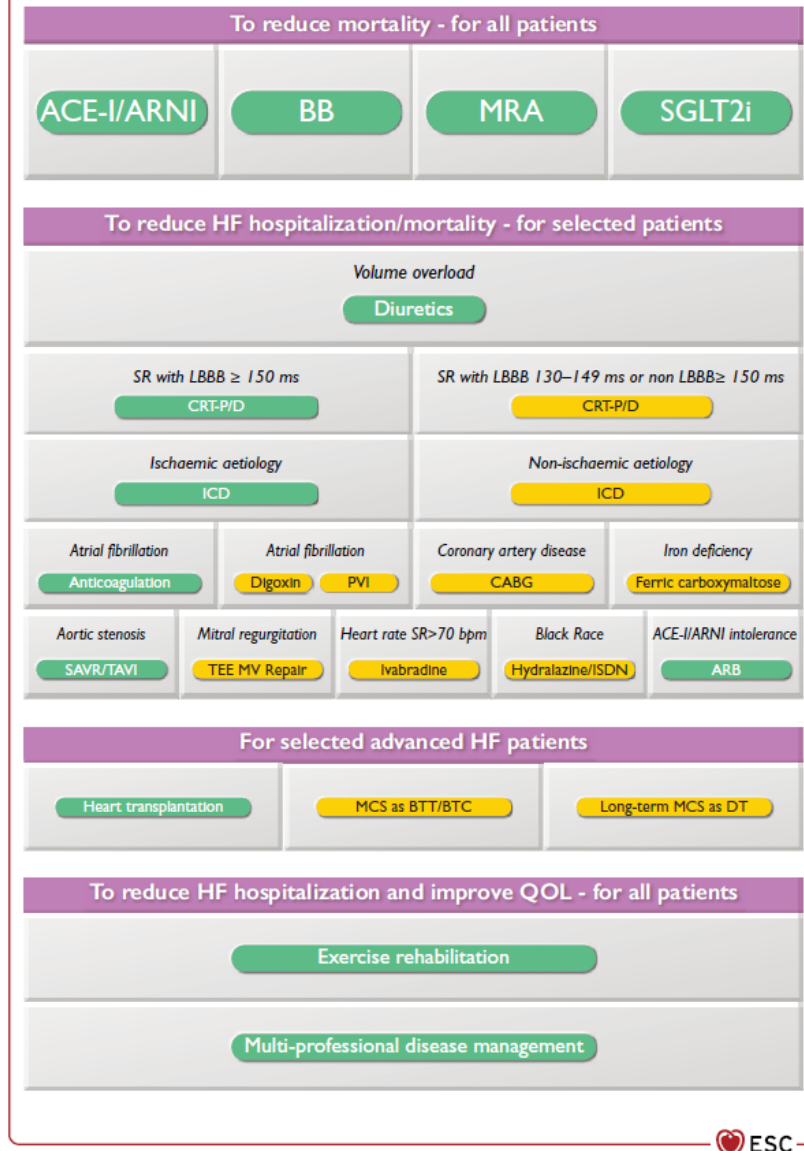 To reduce mortality - for all patients
ACE-I/ARNI BB MRA SGLT2i
To reduce HF hospitalization/mortality - for selected patients
Volume overload
Diuretics
SR with LBBB ≥ 150 ms SR with LBBB 130–149 ms or non LBBB≥ 150 ms
CRT-P/D CRT-P/D
Ischaemic aetiology Non-ischaemic aetiology
ICD ICD
Atrial fibrillation Atrial fibrillation Coronary artery disease Iron deficiency
Anticoagulation Digoxin PVI CABG Ferric carboxymaltose
Aortic stenosis Mitral regurgitation Heart rate SR>70 bpm Black Race ACE-I/ARNI intolerance
SAVR/TAVI TEE MV Repair Ivabradine Hydralazine/ISDN ARB
For selected advanced HF patients
Heart transplantation MCS as BTT/BTC Long-term MCS as DT
To reduce HF hospitalization and improve QOL - for all patients
Exercise rehabilitation
Multi-professional disease management
ESC